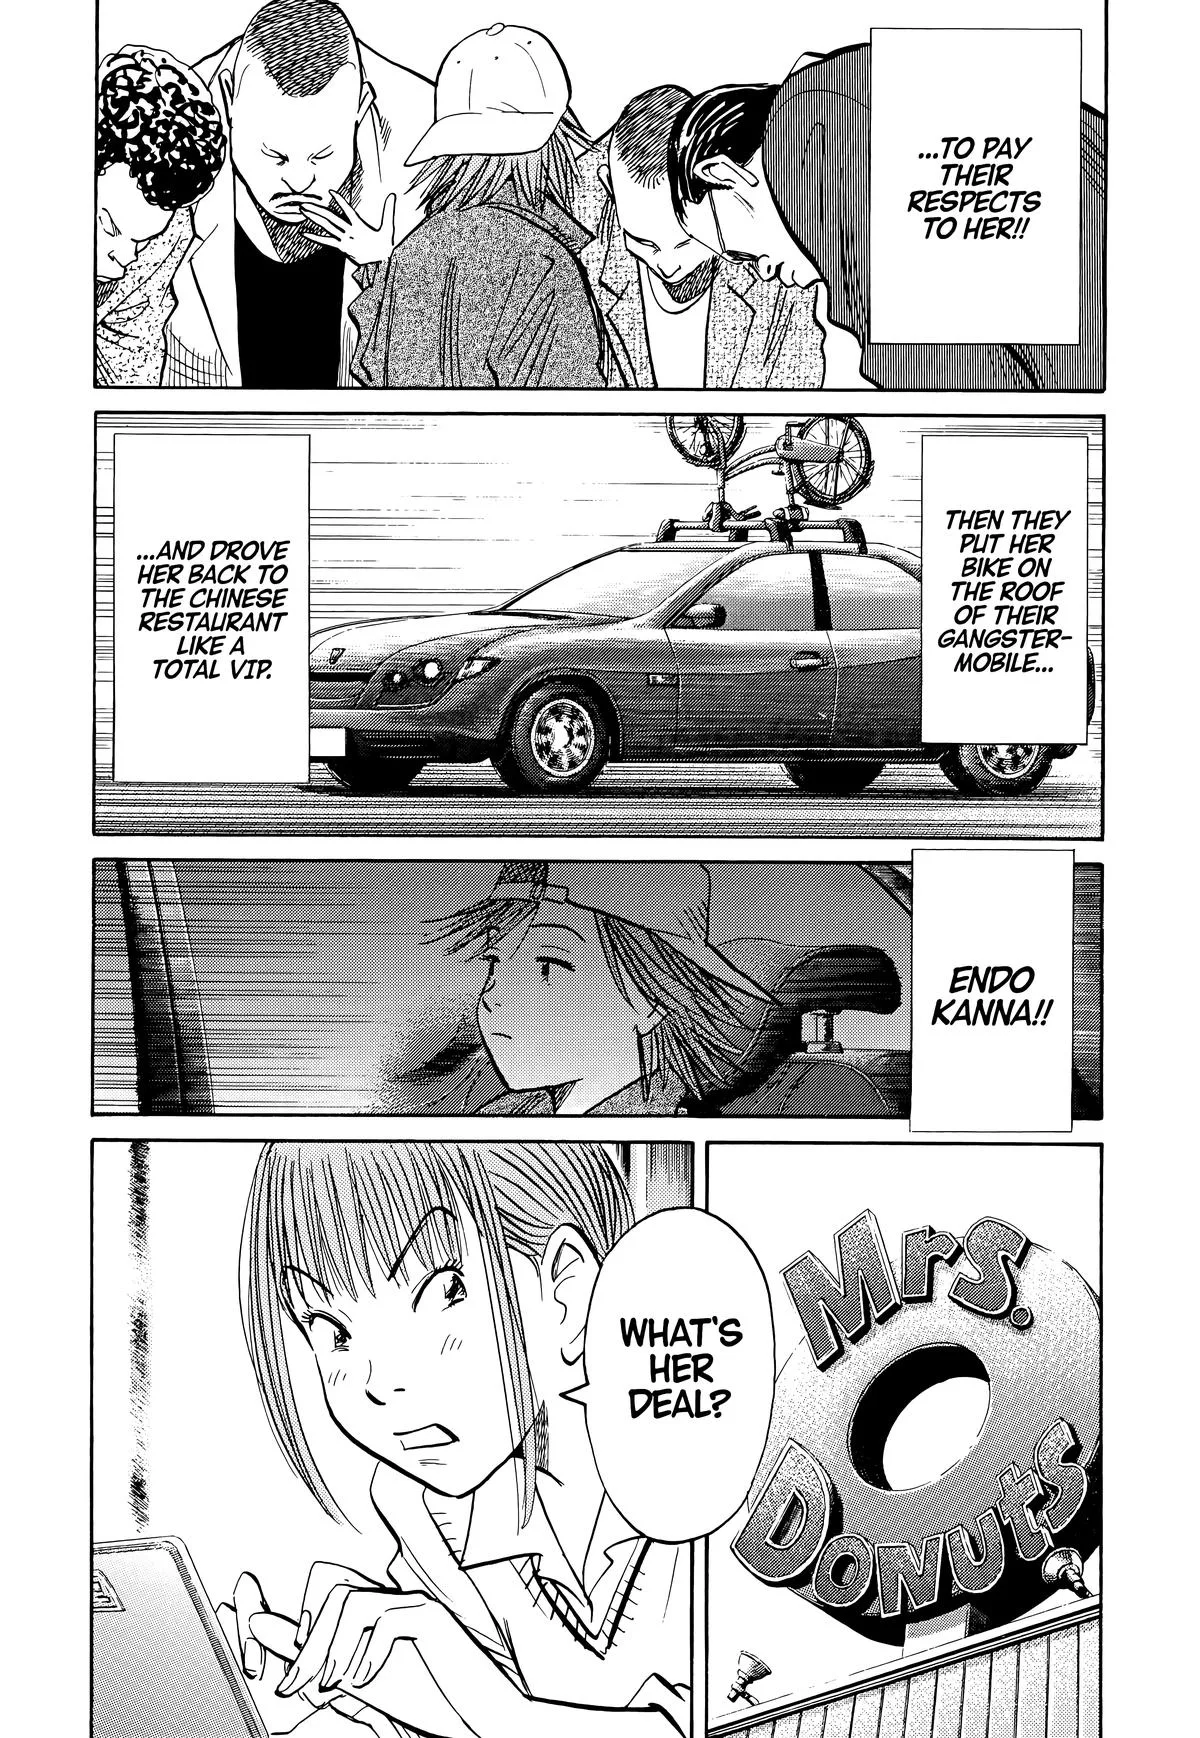 ...TO PAY
THEIR
RESPECTS
TO HER!!
THEN THEY
PUT HER
BIKE ON
THE ROOF
OF THEIR
GANGSTER-
MOBILE...
...AND DROVE
HER BACK TO
THE CHINESE
RESTAURANT
LIKE A
TOTAL VIP.
ENDO
KANNA!!
Mrs.
DONUTS
WHAT'S
HER
DEAL?